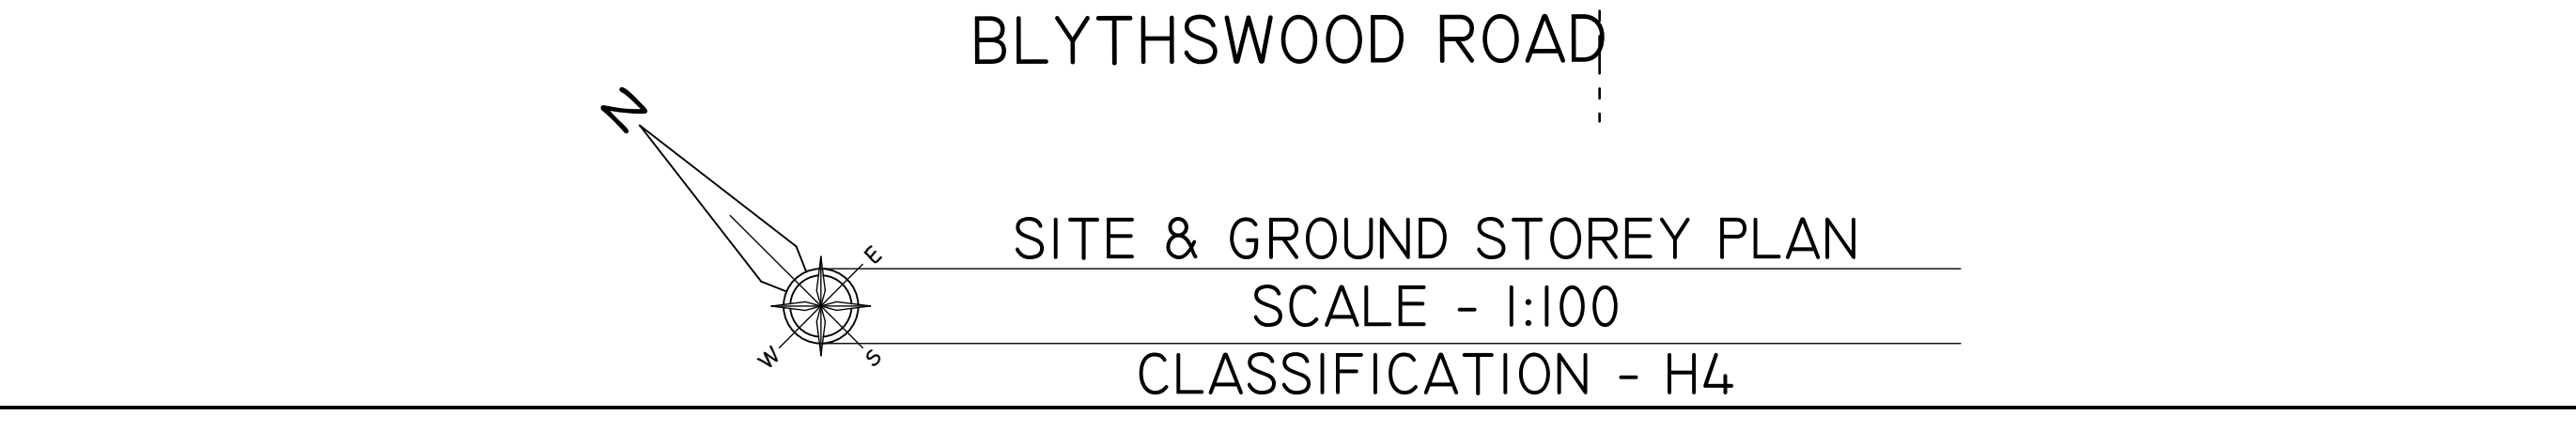 BLYTHSWOOD ROAD
N
E
W
S
SITE & GROUND STOREY PLAN
SCALE - 1:100
CLASSIFICATION - H4